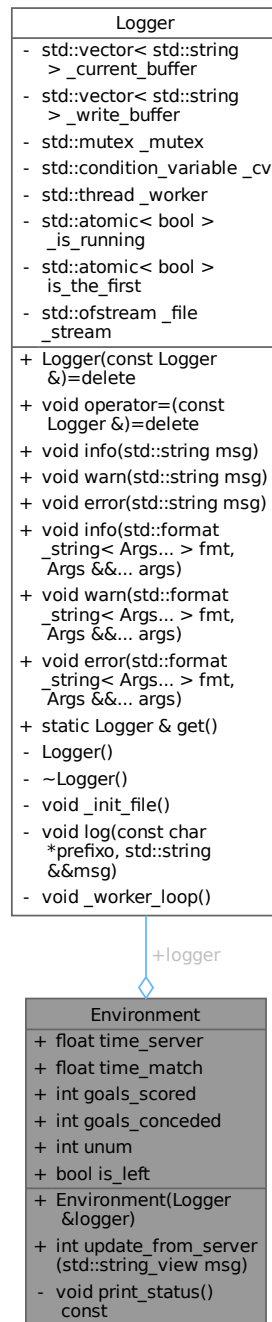 Logger
- std::vector< std::string
> _current_buffer
- std::vector< std::string
> _write_buffer
- std::mutex _mutex
- std::condition_variable _cv
- std::thread _worker
- std::atomic< bool >
_is_running
- std::atomic< bool >
is_the_first
- std::ofstream _file
_stream
+ Logger(const Logger
&)=delete
+ void operator=(const
Logger &)=delete
+ void info(std::string msg)
+ void warn(std::string msg)
+ void error(std::string msg)
+ void info(std::format
_string< Args... > fmt,
Args &&... args)
+ void warn(std::format
_string< Args... > fmt,
Args &&... args)
+ void error(std::format
_string< Args... > fmt,
Args &&... args)
+ static Logger & get()
- Logger()
- ~Logger()
- void _init_file()
- void log(const char
*prefixo, std::string
&&msg)
- void _worker_loop()
+logger
Environment
+ float time_server
+ float time_match
+ int goals_scored
+ int goals_conceded
+ int unum
+ bool is_left
+ Environment(Logger
&logger)
+ int update_from_server
(std::string_view msg)
- void print_status()
const